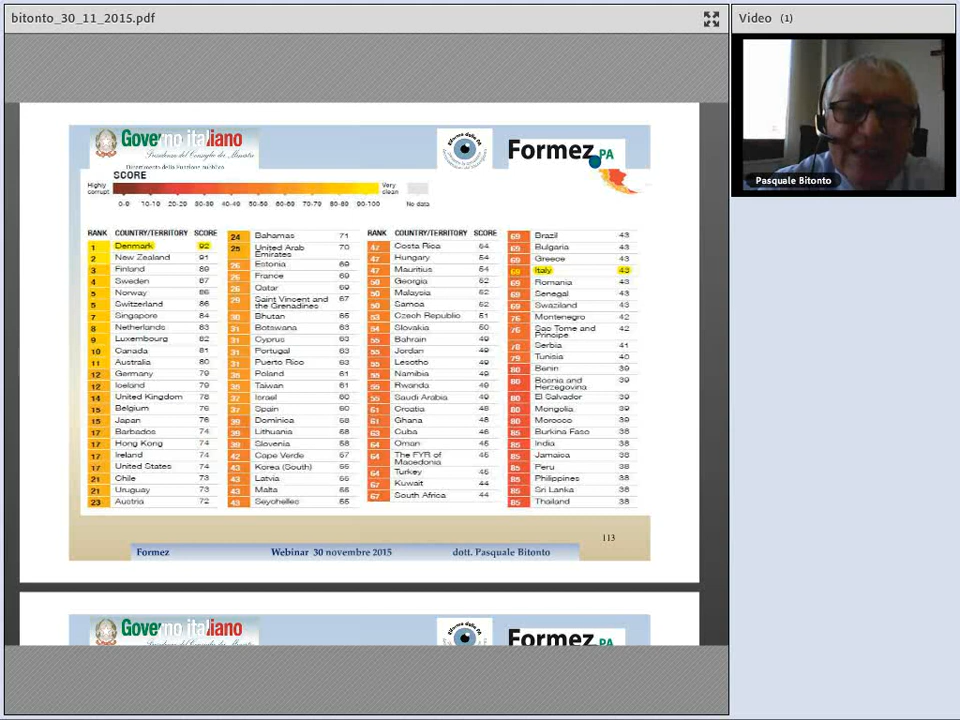 bitonto_30_11_2015.pdf
Video (1)
Pasquale Bitonto
Governo italiano
Presidenza del Consiglio dei Ministri
Dipartimento della Funzione pubblica
Formez PA
SCORE
Highly corrupt
Very clean
0-9 10-19 20-29 30-39 40-49 50-59 60-69 70-79 80-89 90-100 No data
RANK COUNTRY/TERRITORY SCORE
1 Denmark 92
2 New Zealand 91
3 Finland 89
4 Sweden 87
5 Norway 86
5 Switzerland 86
7 Singapore 84
8 Netherlands 83
9 Luxembourg 82
10 Canada 81
11 Australia 80
12 Germany 79
12 Iceland 79
14 United Kingdom 78
15 Belgium 76
15 Japan 76
17 Barbados 74
17 Hong Kong 74
17 Ireland 74
17 United States 74
21 Chile 73
21 Uruguay 73
23 Austria 72
24 Bahamas 71
25 United Arab
Emirates 70
26 Estonia 69
26 France 69
26 Qatar 69
29 Saint Vincent and
the Grenadines 67
30 Bhutan 65
31 Botswana 63
31 Cyprus 63
31 Portugal 63
31 Puerto Rico 63
35 Poland 61
35 Taiwan 61
37 Israel 60
37 Spain 60
39 Dominica 58
39 Lithuania 58
39 Slovenia 58
42 Cape Verde 57
43 Korea (South) 55
43 Latvia 55
43 Malta 55
43 Seychelles 55
RANK COUNTRY/TERRITORY SCORE
47 Costa Rica 54
47 Hungary 54
47 Mauritius 54
50 Georgia 52
50 Malaysia 52
50 Samoa 52
53 Czech Republic 51
54 Slovakia 50
55 Bahrain 49
55 Jordan 49
55 Lesotho 49
55 Namibia 49
55 Rwanda 49
55 Saudi Arabia 49
61 Croatia 48
61 Ghana 48
63 Cuba 46
64 Oman 45
64 The FYR of
Macedonia 45
64 Turkey 45
67 Kuwait 44
67 South Africa 44
69 Brazil 43
69 Bulgaria 43
69 Greece 43
69 Italy 43
69 Romania 43
69 Senegal 43
69 Swaziland 43
76 Montenegro 42
76 Sao Tome and
Principe 42
78 Serbia 41
79 Tunisia 40
80 Benin 39
80 Bosnia and
Herzegovina 39
80 El Salvador 39
80 Mongolia 39
80 Morocco 39
85 Burkina Faso 38
85 India 38
85 Jamaica 38
85 Peru 38
85 Philippines 38
85 Sri Lanka 38
85 Thailand 38
113
Formez Webinar 30 novembre 2015 dott. Pasquale Bitonto
Governo italiano
Formez PA